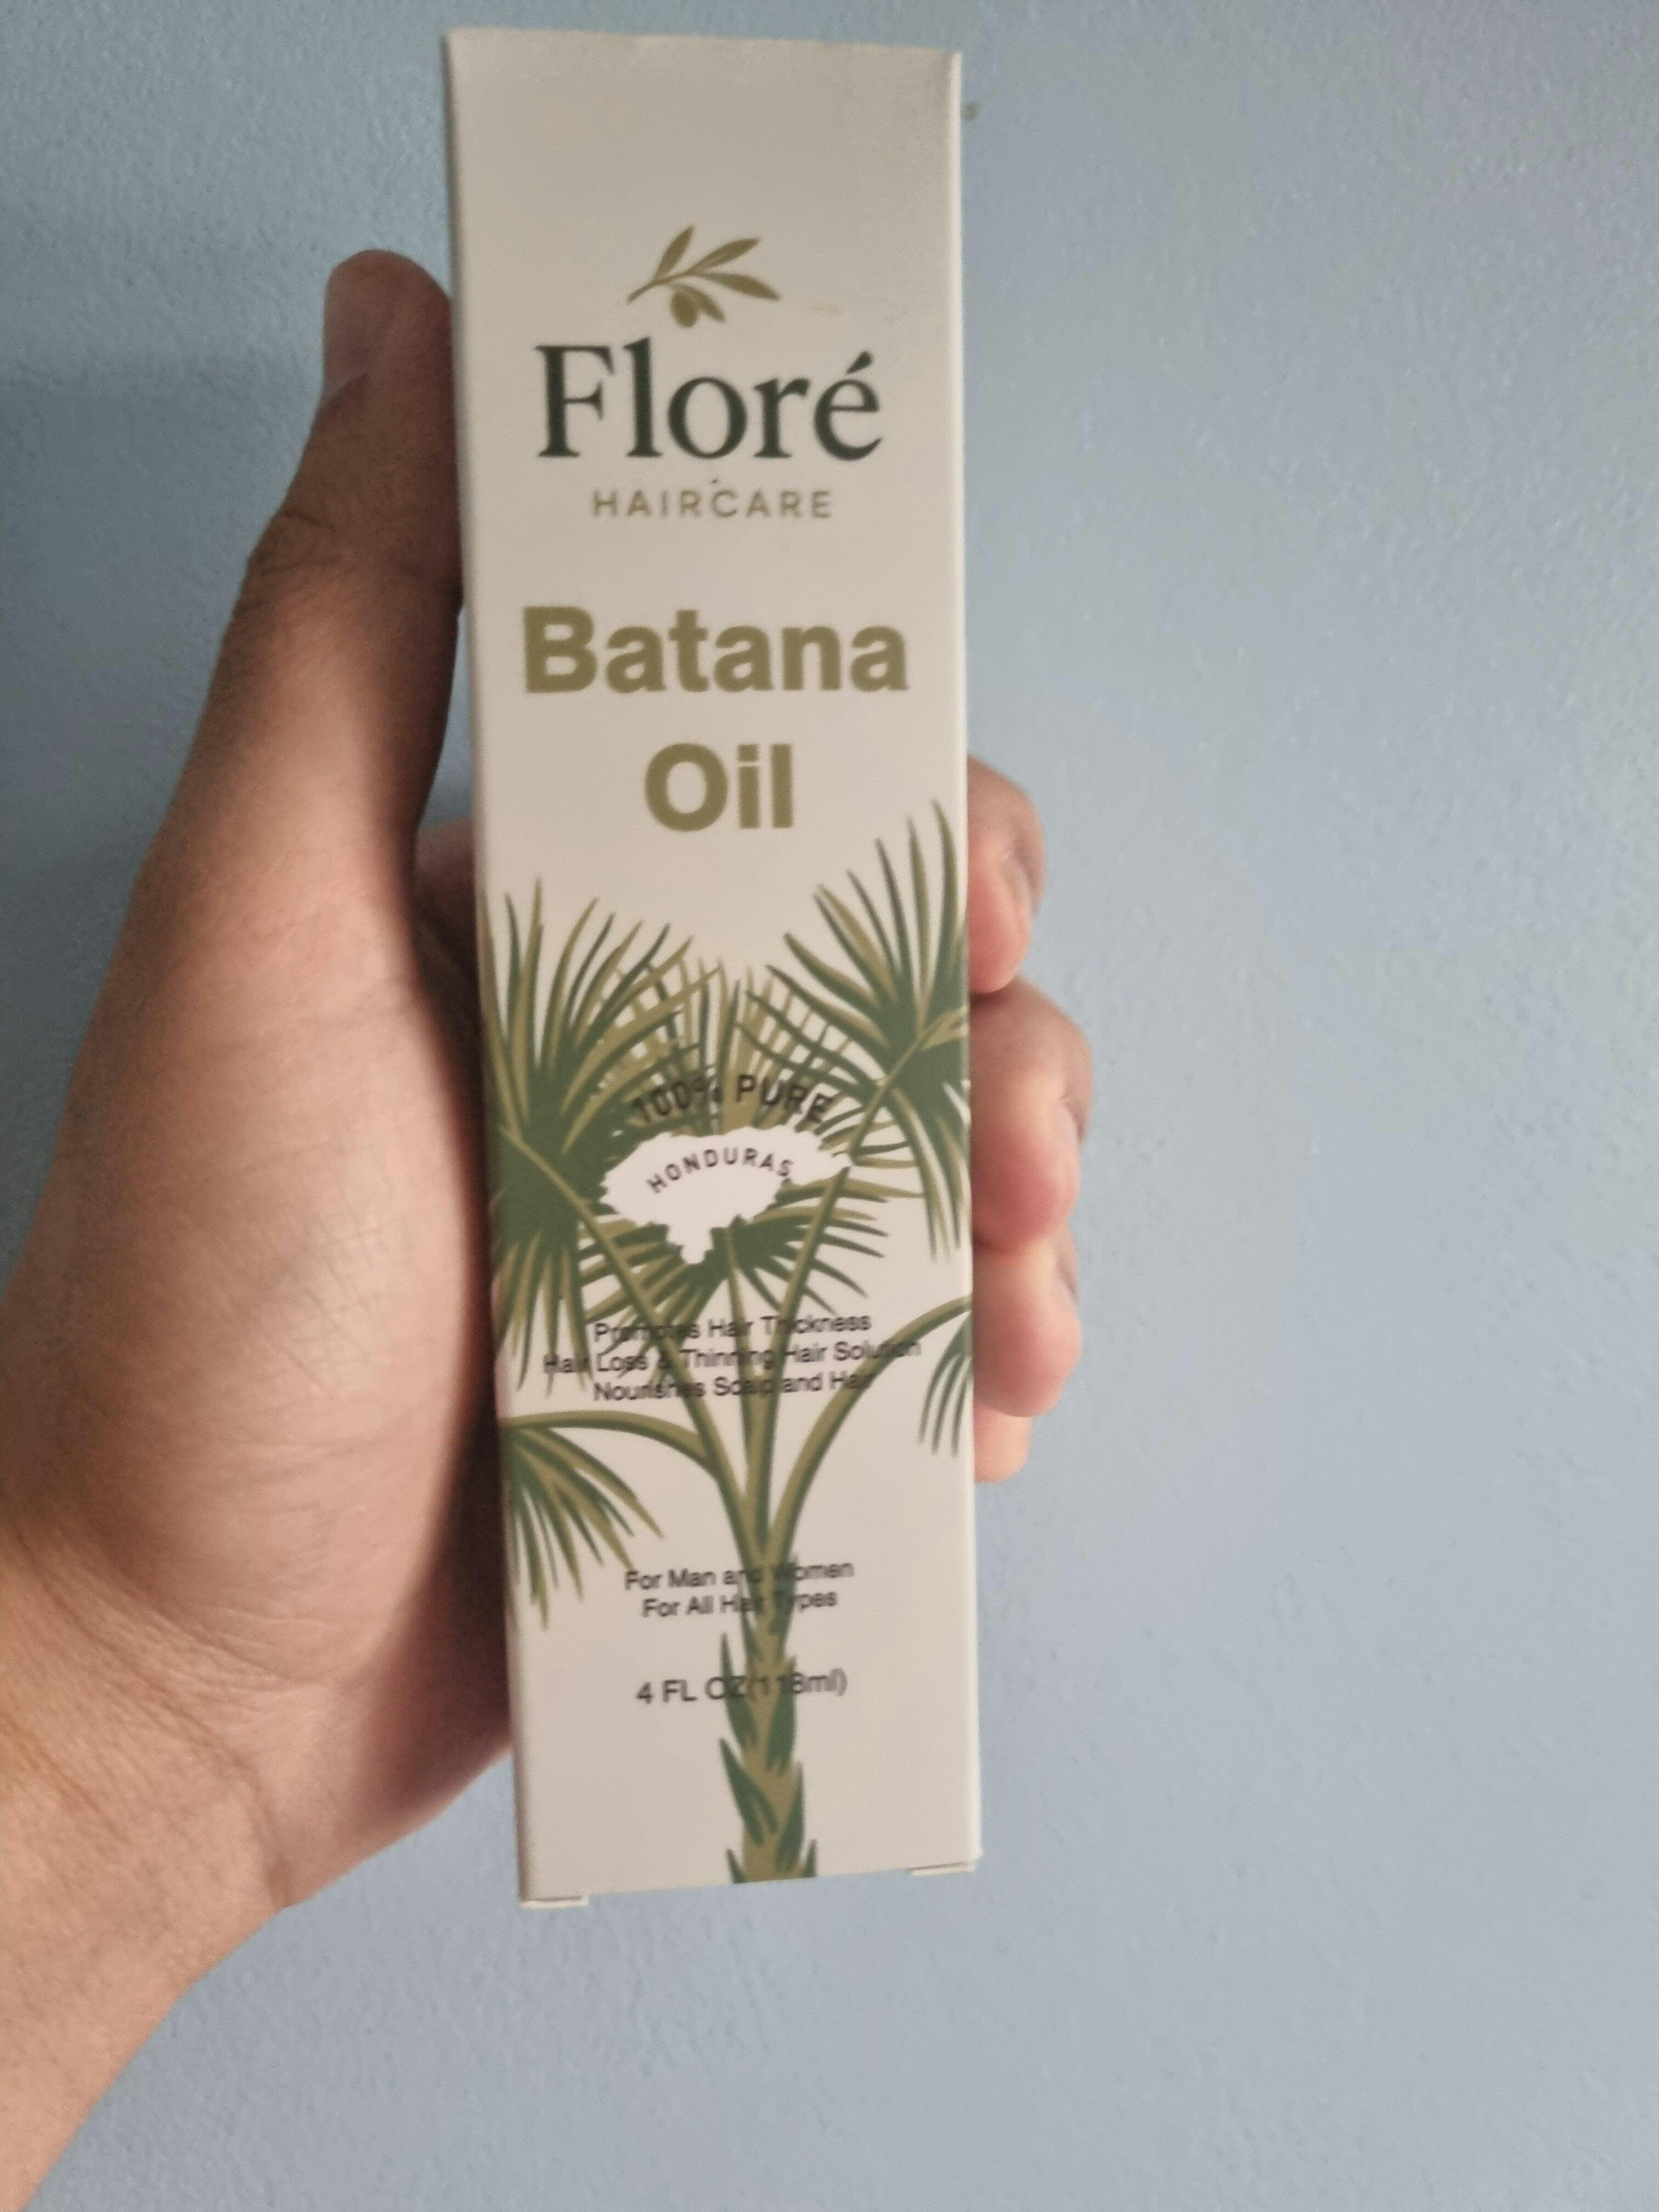 Floré
HAIRCARE
Batana
Oil
100% PURE
HONDURAS
Promotes Hair Thickness
Hair Loss & Thinning Hair Solution
Nourishes Scalp and Hair
For Man and Women
For All Hair Types
4 FL OZ(118ml)